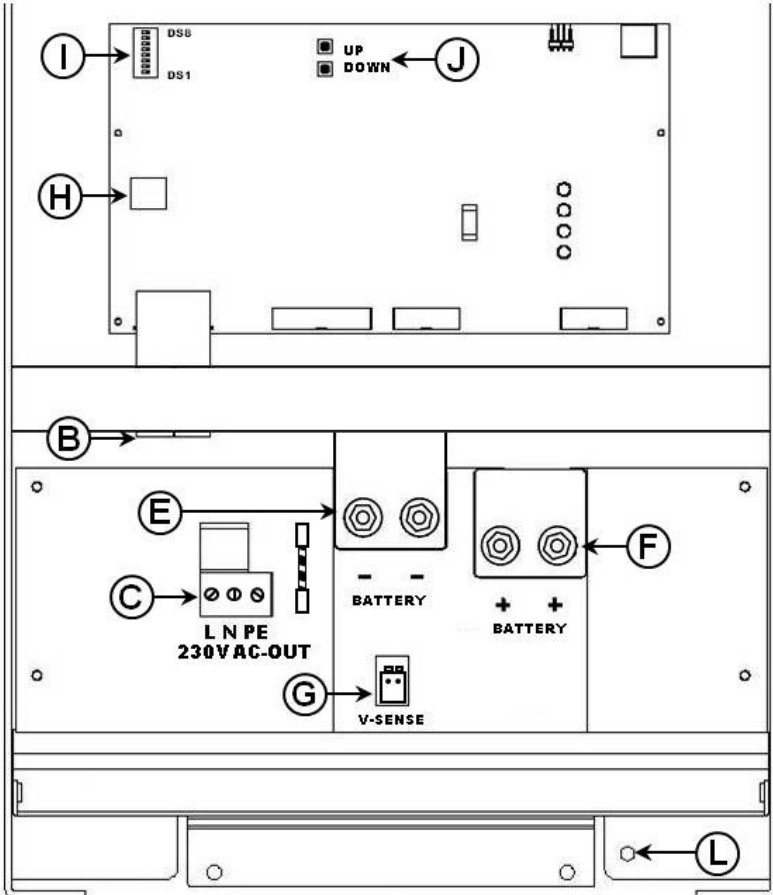 DS8
I
UP
DOWN
J
DS1
H
B
E
F
C
- -
BATTERY
+ +
BATTERY
L N PE
230V AC-OUT
G
V-SENSE
L